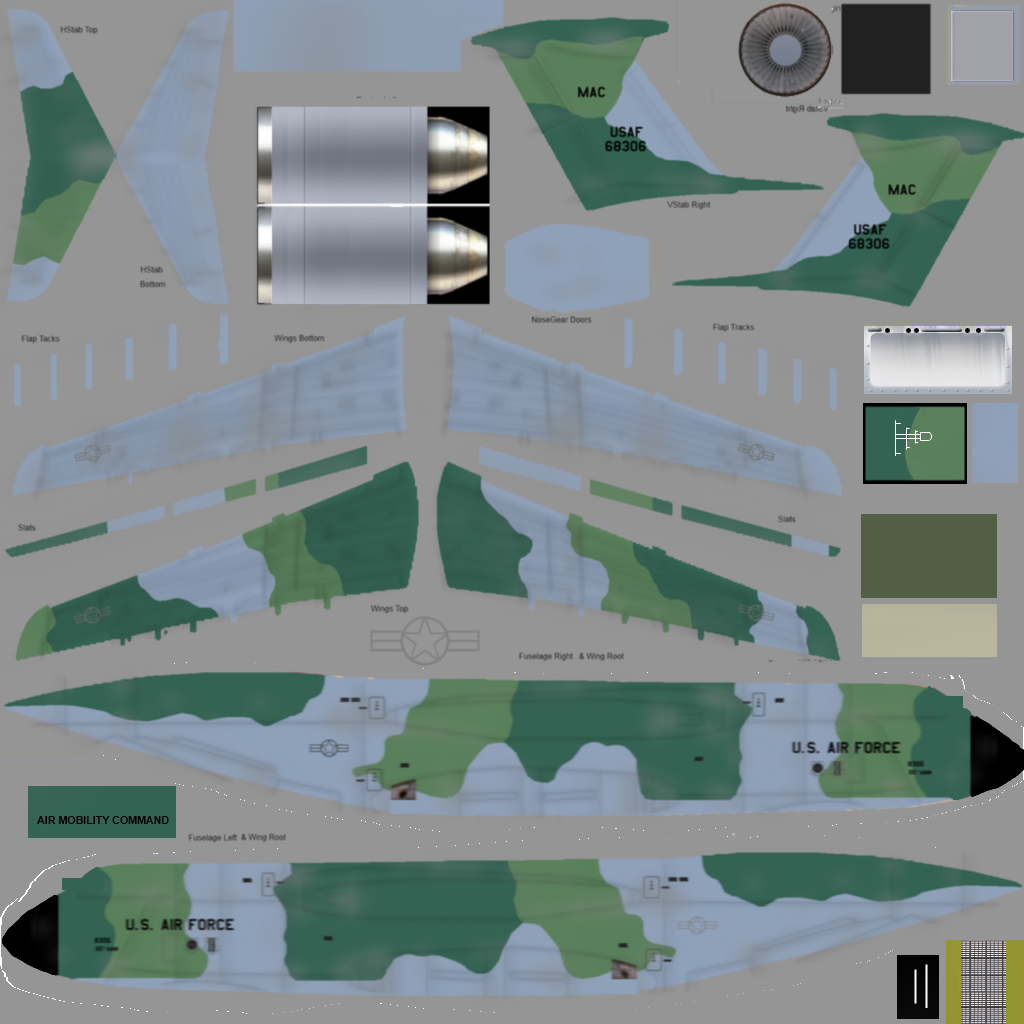 HStab Top
MAC
USAF
68306
VStab Right
MAC
USAF
68306
HStab
Bottom
NoseGear Doors
Flap Tacks
Wings Bottom
Flap Tracks
Slats
Slats
Wings Top
Fuselage Right & Wing Root
U.S. AIR FORCE
AIR MOBILITY COMMAND
Fuselage Left & Wing Root
U.S. AIR FORCE